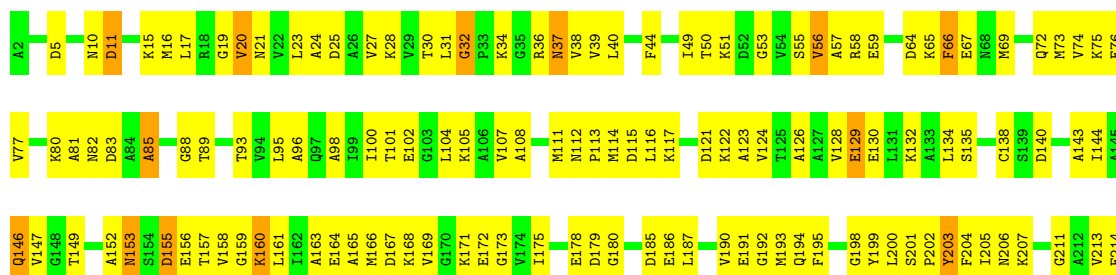 A2 D5 N10 D11 K15 M16 L17 R18 G19 V20 N21 V22 L23 A24 D25 A26 V27 K28 V29 T30 L31 G32 P33 K34 G35 R36 N37 V38 V39 L40 F44 I49 T50 K51 D52 G53 V54 S55 V56 A57 R58 E59 D64 K65 F66 E67 N68 M69 Q72 M73 V74 K75 E76
V77 K80 A81 N82 D83 A84 A85 G88 T89 T93 V94 L95 A96 Q97 A98 I99 I100 T101 E102 G103 L104 K105 A106 V107 A108 M111 N112 P113 M114 D115 L116 K117 D121 K122 A123 V124 T125 A126 A127 V128 E129 E130 L131 K132 A133 L134 S135 C138 S139 D140 A143 I144 A145
Q146 V147 G148 T149 A152 N153 S154 D155 E156 T157 V158 G159 K160 L161 I162 A163 E164 A165 M166 D167 K168 V169 G170 K171 E172 G173 V174 I175 E178 D179 G180 D185 E186 L187 V190 E191 G192 M193 Q194 F195 G198 Y199 L200 S201 P202 Y203 F204 I205 N206 K207 G211 A212 V213